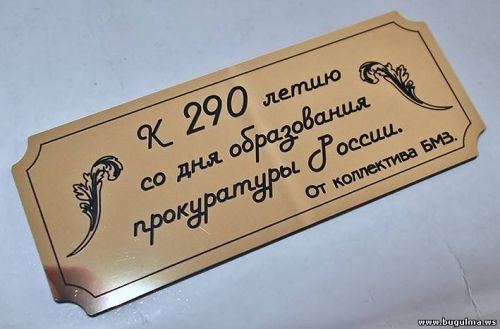 К 290 летию
со дня образования
прокуратуры России.
От коллектива БМЗ.
www.bugulma.ws